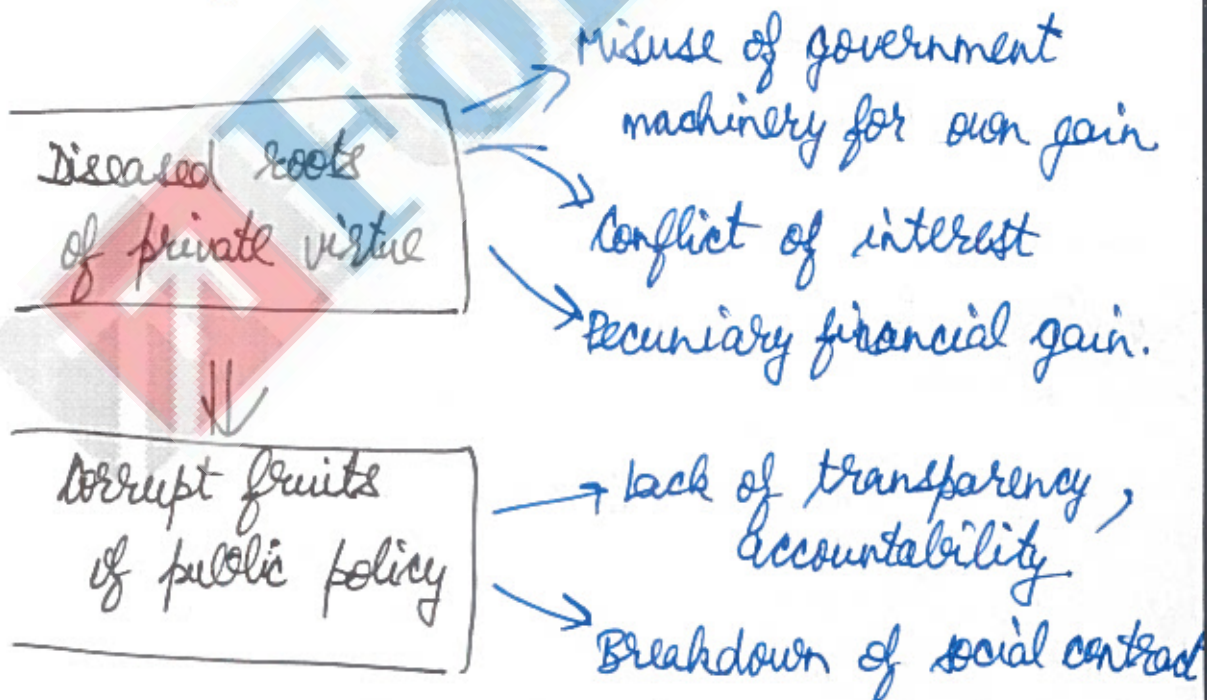 Misuse of government
machinery for own gain
Diseased roots
of private virtue
Conflict of interest
Pecuniary financial gain.
Corrupt fruits
of public policy
Lack of transparency,
accountability
Breakdown of social contract